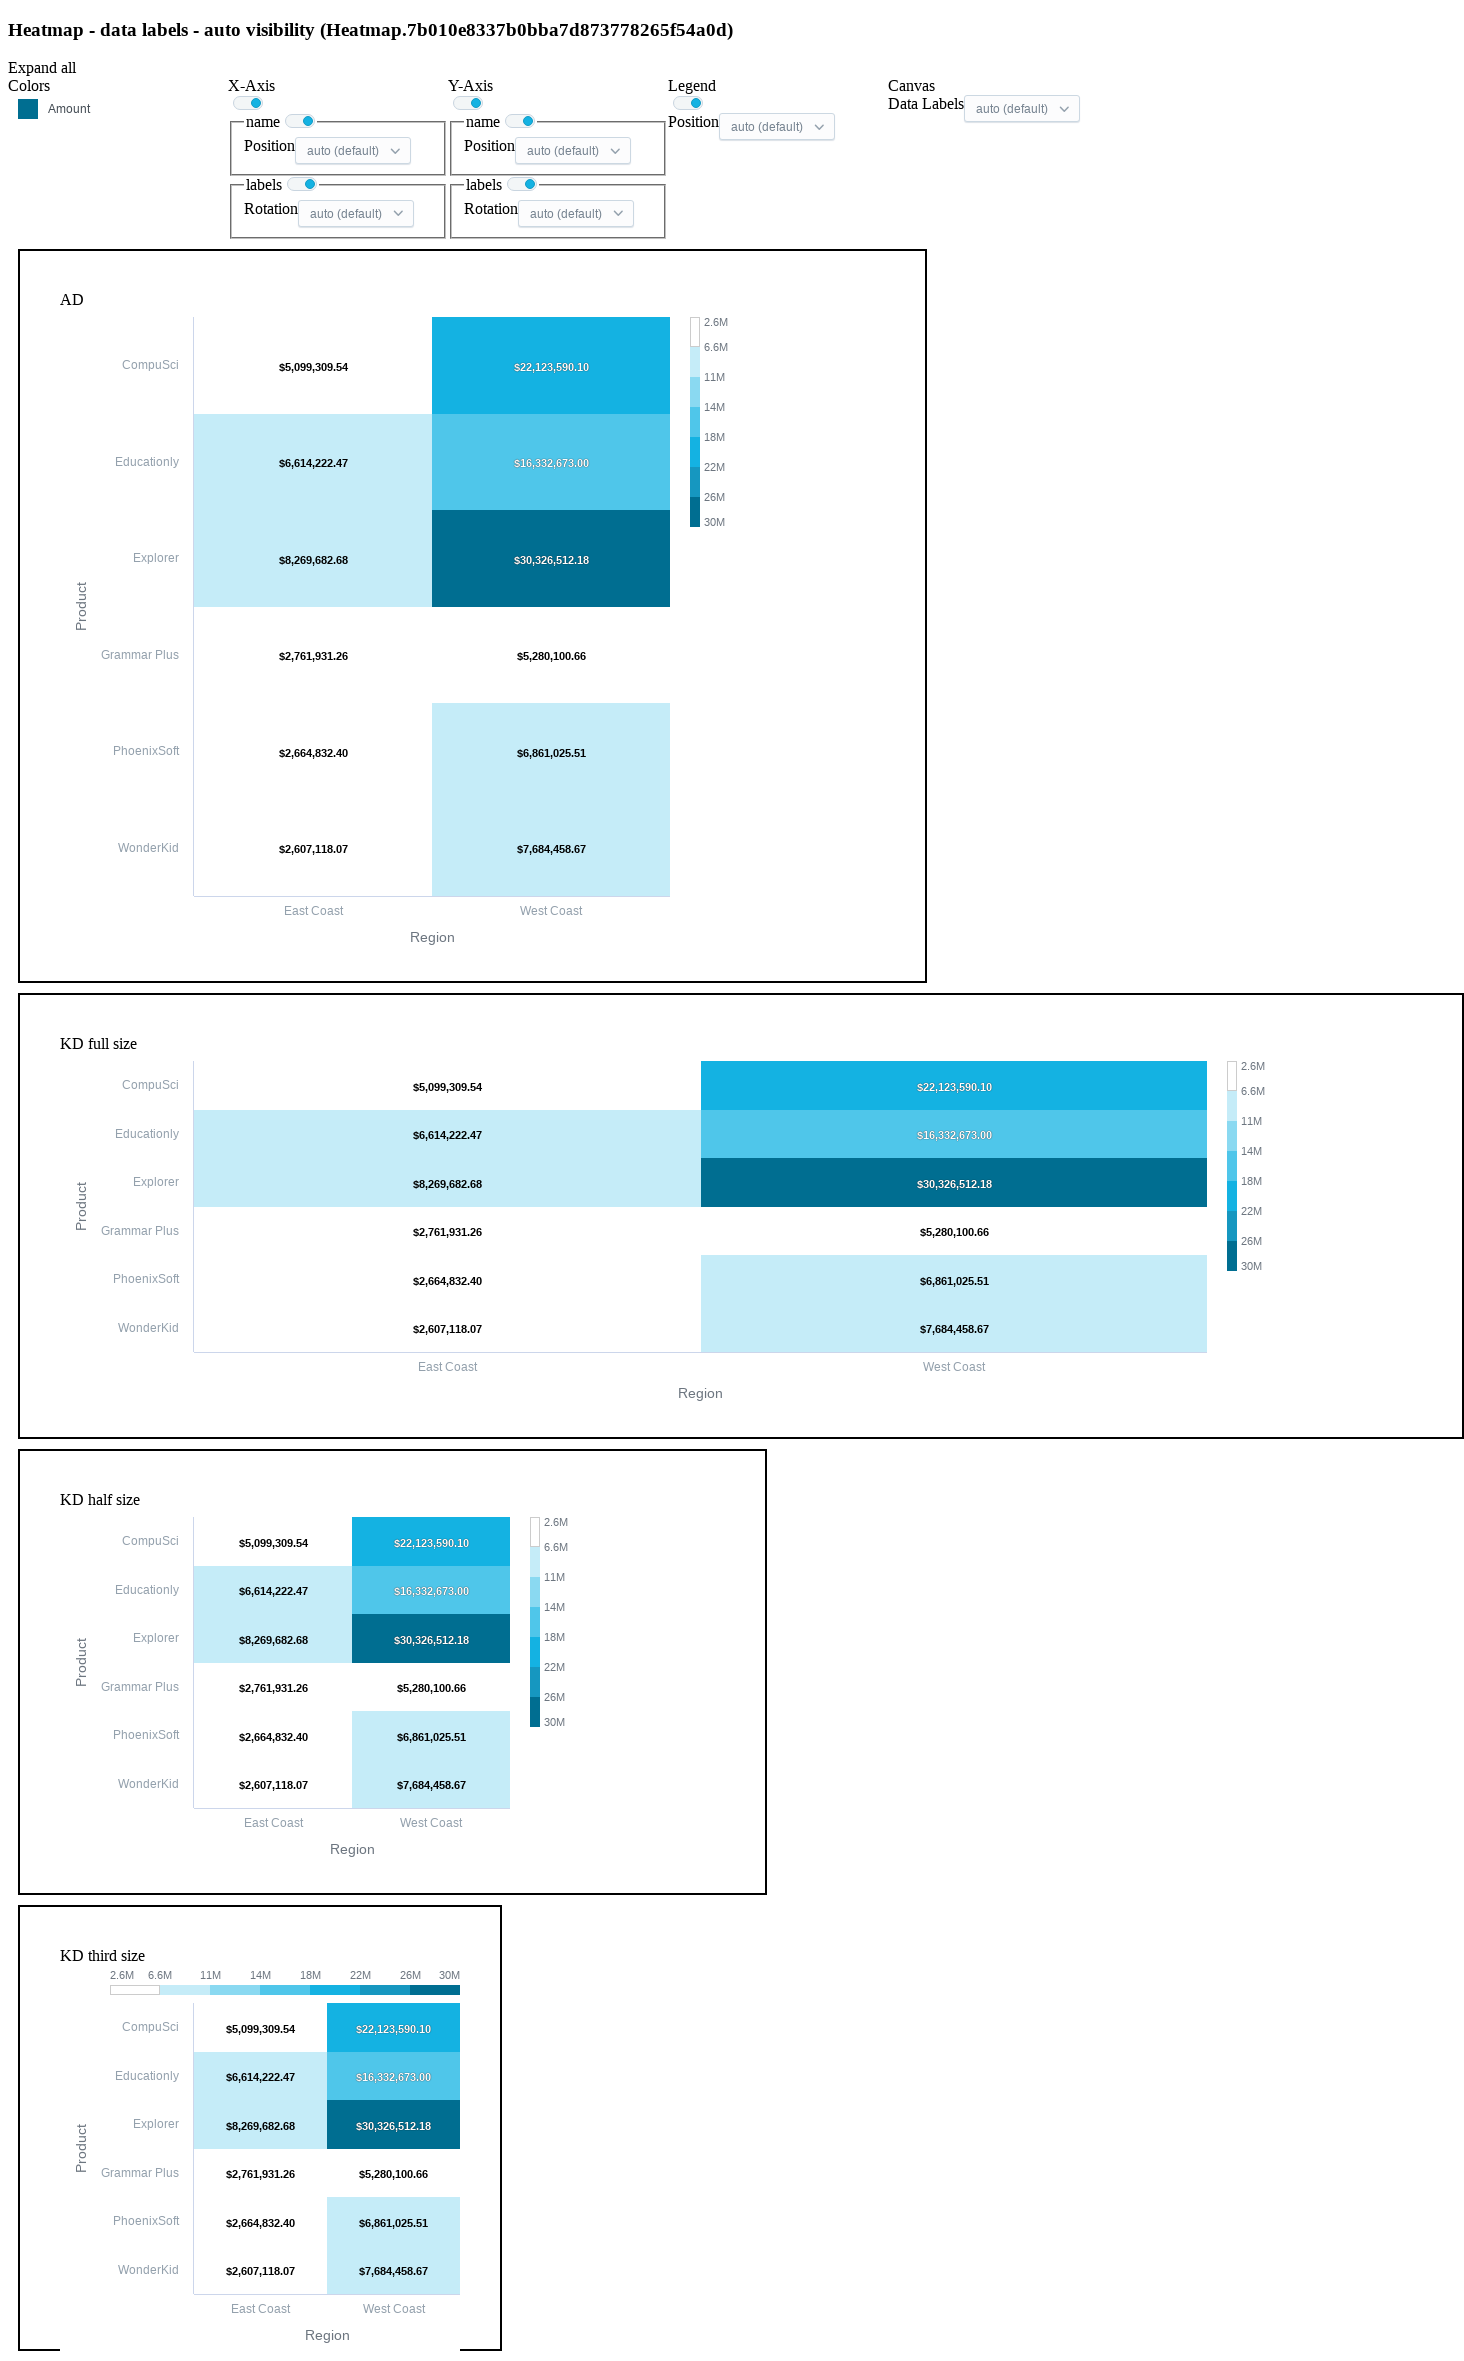 Heatmap - data labels - auto visibility (Heatmap.7b010e8337b0bba7d873778265f54a0d)
Expand all
Colors
Amount
X-Axis
name
Position auto (default)
labels
Rotation auto (default)
Y-Axis
name
Position auto (default)
labels
Rotation auto (default)
Legend
Position auto (default)
Canvas
Data Labels auto (default)
AD
CompuSci $5,099,309.54 $22,123,590.10
Educationly $6,614,222.47 $16,332,673.00
Explorer $8,269,682.68 $30,326,512.18
Product
Grammar Plus $2,761,931.26 $5,280,100.66
PhoenixSoft $2,664,832.40 $6,861,025.51
WonderKid $2,607,118.07 $7,684,458.67
East Coast West Coast
Region
2.6M
6.6M
11M
14M
18M
22M
26M
30M
KD full size
CompuSci $5,099,309.54 $22,123,590.10
Educationly $6,614,222.47 $16,332,673.00
Explorer $8,269,682.68 $30,326,512.18
Product
Grammar Plus $2,761,931.26 $5,280,100.66
PhoenixSoft $2,664,832.40 $6,861,025.51
WonderKid $2,607,118.07 $7,684,458.67
East Coast West Coast
Region
2.6M
6.6M
11M
14M
18M
22M
26M
30M
KD half size
CompuSci $5,099,309.54 $22,123,590.10
Educationly $6,614,222.47 $16,332,673.00
Explorer $8,269,682.68 $30,326,512.18
Product
Grammar Plus $2,761,931.26 $5,280,100.66
PhoenixSoft $2,664,832.40 $6,861,025.51
WonderKid $2,607,118.07 $7,684,458.67
East Coast West Coast
Region
2.6M
6.6M
11M
14M
18M
22M
26M
30M
KD third size
2.6M 6.6M 11M 14M 18M 22M 26M 30M
CompuSci $5,099,309.54 $22,123,590.10
Educationly $6,614,222.47 $16,332,673.00
Explorer $8,269,682.68 $30,326,512.18
Product
Grammar Plus $2,761,931.26 $5,280,100.66
PhoenixSoft $2,664,832.40 $6,861,025.51
WonderKid $2,607,118.07 $7,684,458.67
East Coast West Coast
Region